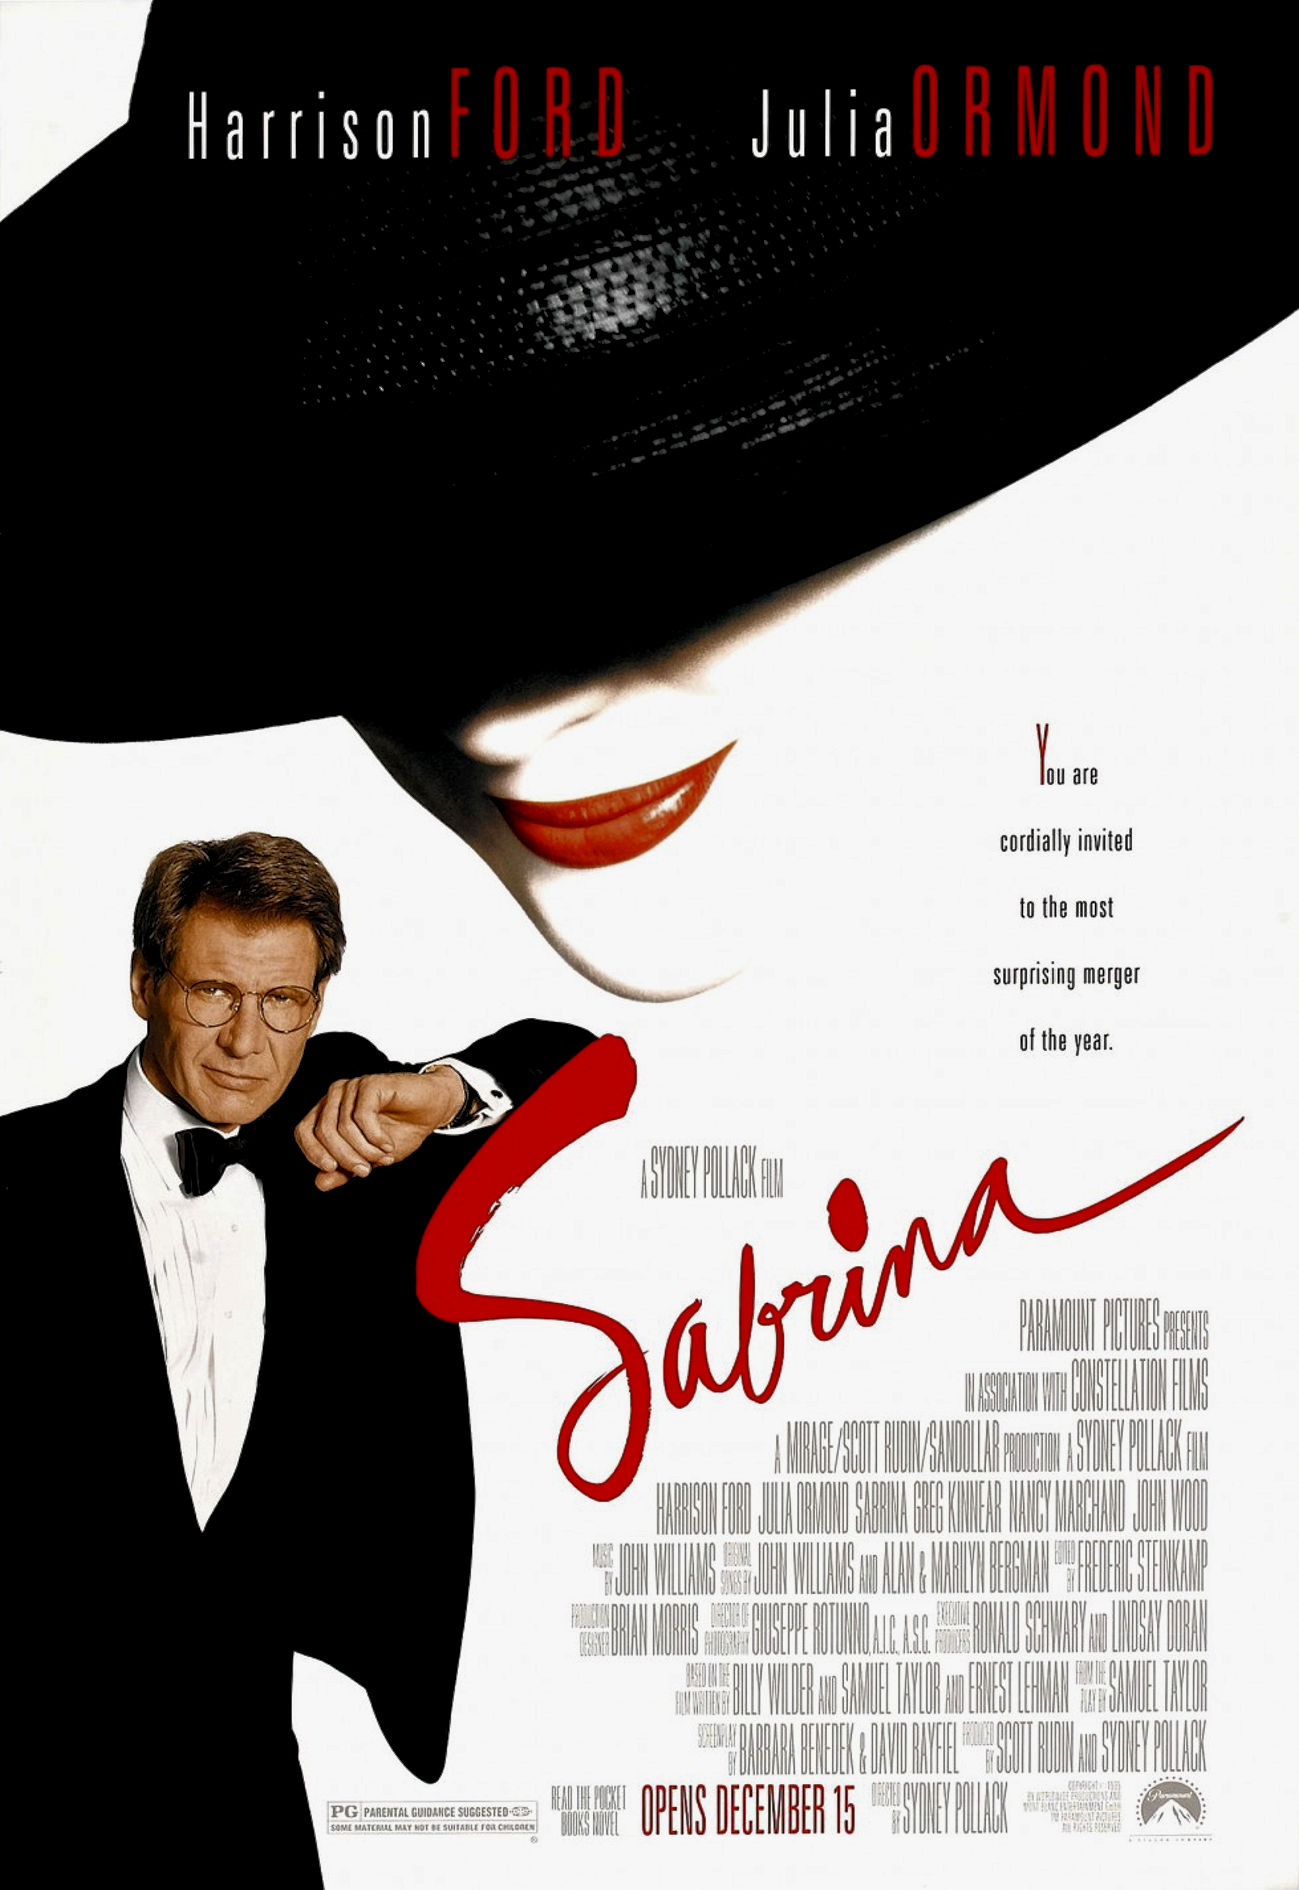 Harrison FORD Julia ORMOND
You are
cordially invited
to the most
surprising merger
of the year.
A SYDNEY POLLACK FILM
Sabrina
PARAMOUNT PICTURES PRESENTS
IN ASSOCIATION WITH CONSTELLATION FILMS
A MIRAGE/SCOTT RUDIN/SANDOLLAR PRODUCTION A SYDNEY POLLACK FILM
HARRISON FORD JULIA ORMOND SABRINA GREG KINNEAR NANCY MARCHAND JOHN WOOD
MUSIC BY JOHN WILLIAMS ORIGINAL SONGS BY JOHN WILLIAMS AND ALAN & MARILYN BERGMAN EDITED BY FREDERIC STEINKAMP
PRODUCTION DESIGNER BRIAN MORRIS DIRECTOR OF PHOTOGRAPHY GIUSEPPE ROTUNNO, A.I.C., A.S.C. EXECUTIVE PRODUCERS RONALD SCHWARY AND LINDSAY DORAN
BASED ON THE FILM WRITTEN BY BILLY WILDER AND SAMUEL TAYLOR AND ERNEST LEHMAN FROM THE PLAY BY SAMUEL TAYLOR
SCREENPLAY BY BARBARA BENEDEK & DAVID RAYFIEL PRODUCED BY SCOTT RUDIN AND SYDNEY POLLACK
PG PARENTAL GUIDANCE SUGGESTED
SOME MATERIAL MAY NOT BE SUITABLE FOR CHILDREN
®
READ THE POCKET BOOKS NOVEL
OPENS DECEMBER 15
DIRECTED BY SYDNEY POLLACK
ALL RIGHTS RESERVED
Paramount